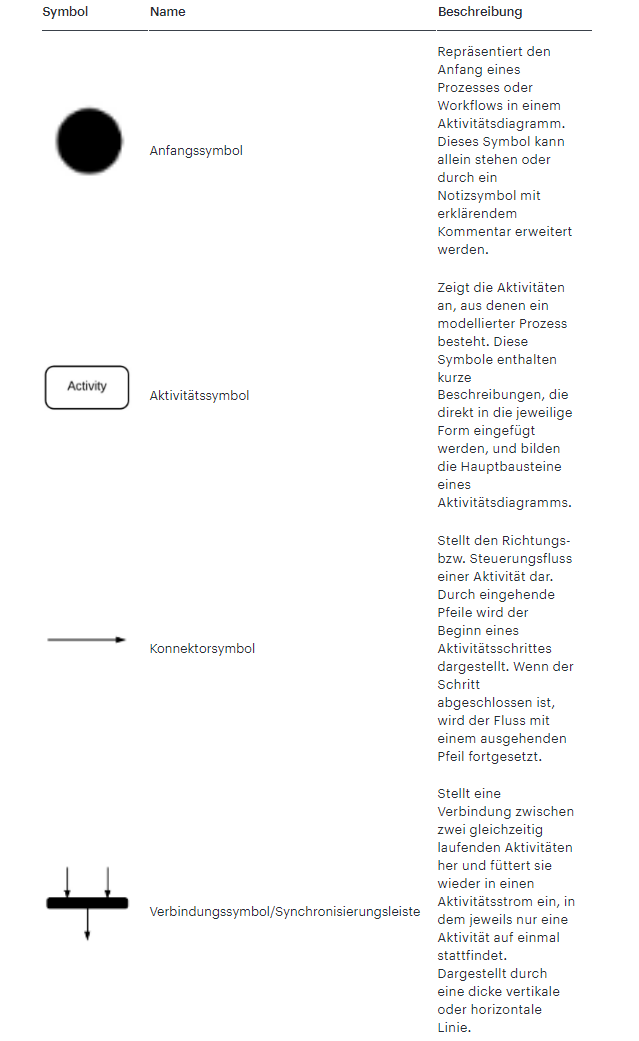 Symbol Name Beschreibung
Repräsentiert den
Anfang eines
Prozesses oder
Workflows in einem
Aktivitätsdiagramm.
Dieses Symbol kann
allein stehen oder
durch ein
Notizsymbol mit
erklärendem
Kommentar erweitert
werden.
Anfangssymbol
Zeigt die Aktivitäten
an, aus denen ein
modellierter Prozess
besteht. Diese
Symbole enthalten
kurze
Beschreibungen, die
direkt in die jeweilige
Form eingefügt
werden, und bilden
die Hauptbausteine
eines
Aktivitätsdiagramms.
Activity
Aktivitätssymbol
Stellt den Richtungs-
bzw. Steuerungsfluss
einer Aktivität dar.
Durch eingehende
Pfeile wird der
Beginn eines
Aktivitätsschrittes
dargestellt. Wenn der
Schritt
abgeschlossen ist,
wird der Fluss mit
einem ausgehenden
Pfeil fortgesetzt.
Konnektorsymbol
Stellt eine
Verbindung zwischen
zwei gleichzeitig
laufenden Aktivitäten
her und füttert sie
wieder in einen
Aktivitätsstrom ein, in
dem jeweils nur eine
Aktivität auf einmal
stattfindet.
Dargestellt durch
eine dicke vertikale
oder horizontale
Linie.
Verbindungssymbol/Synchronisierungsleiste